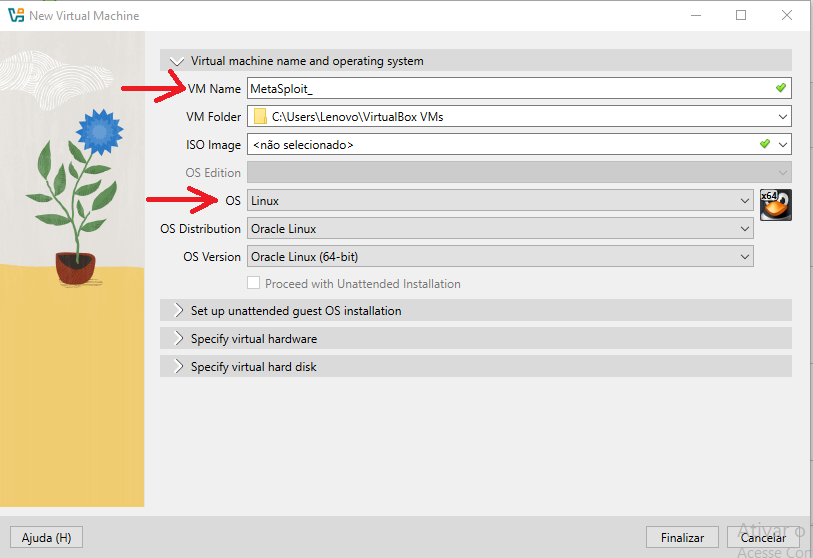 New Virtual Machine
Virtual machine name and operating system
VM Name MetaSploit_
VM Folder C:\Users\Lenovo\VirtualBox VMs
ISO Image <não selecionado>
OS Edition
OS Linux x64
OS Distribution Oracle Linux
OS Version Oracle Linux (64-bit)
Proceed with Unattended Installation
Set up unattended guest OS installation
Specify virtual hardware
Specify virtual hard disk
Ajuda (H) Finalizar Cancelar
Ativar o
Acesse Con